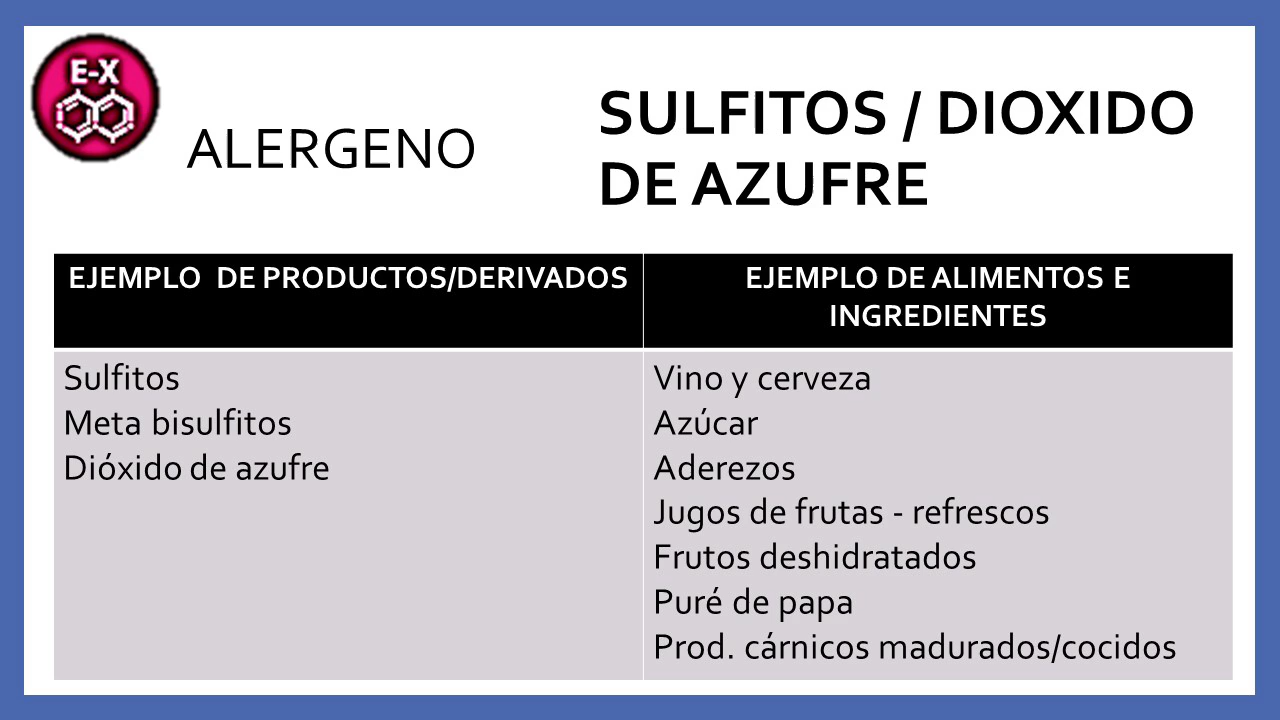 E-X
ALERGENO
SULFITOS / DIOXIDO
DE AZUFRE
EJEMPLO DE PRODUCTOS/DERIVADOS
EJEMPLO DE ALIMENTOS E
INGREDIENTES
Sulfitos
Meta bisulfitos
Dióxido de azufre
Vino y cerveza
Azúcar
Aderezos
Jugos de frutas - refrescos
Frutos deshidratados
Puré de papa
Prod. cárnicos madurados/cocidos